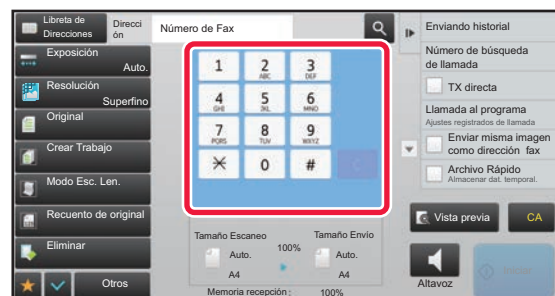 Libreta de
Direcciones
Direcci
ón
Número de Fax
Exposición
Auto.
Resolución
Superfino
Original
Crear Trabajo
Modo Esc. Len.
Recuento de original
Eliminar
Otros
1
2
ABC
3
DEF
4
GHI
5
JKL
6
MNO
7
PQRS
8
TUV
9
WXYZ
0
#
Tamaño Escaneo
Tamaño Envío
100%
Auto.
A4
Auto.
A4
Memoria recepción :
100%
Enviando historial
Número de búsqueda
de llamada
TX directa
Llamada al programa
Ajustes registrados de llamada
Enviar misma imagen
como dirección fax
Archivo Rápido
Almacenar dat. temporal.
Vista previa
CA
Altavoz